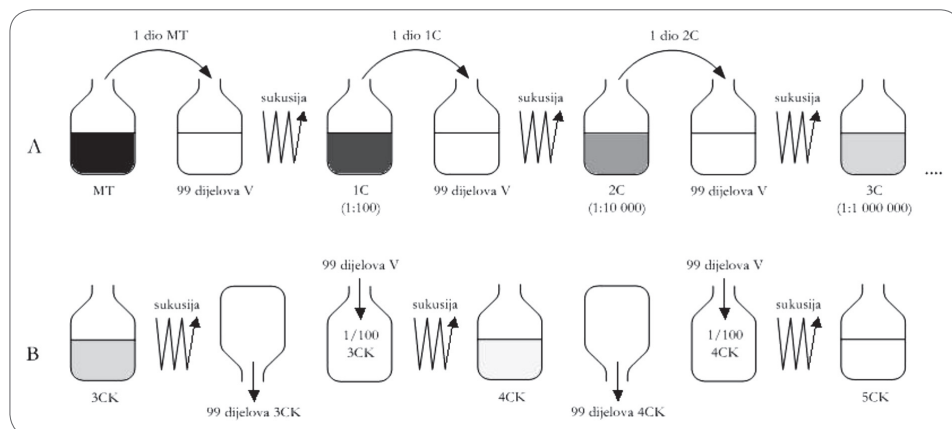 1 dio MT
1 dio 1C
1 dio 2C
sukusija
sukusija
sukusija
A
MT
99 dijelova V
1C
(1:100)
99 dijelova V
2C
(1:10 000)
99 dijelova V
3C
(1:1 000 000)
....
99 dijelova V
99 dijelova V
sukusija
sukusija
sukusija
B
1/100
3CK
1/100
4CK
3CK
99 dijelova 3CK
4CK
99 dijelova 4CK
5CK